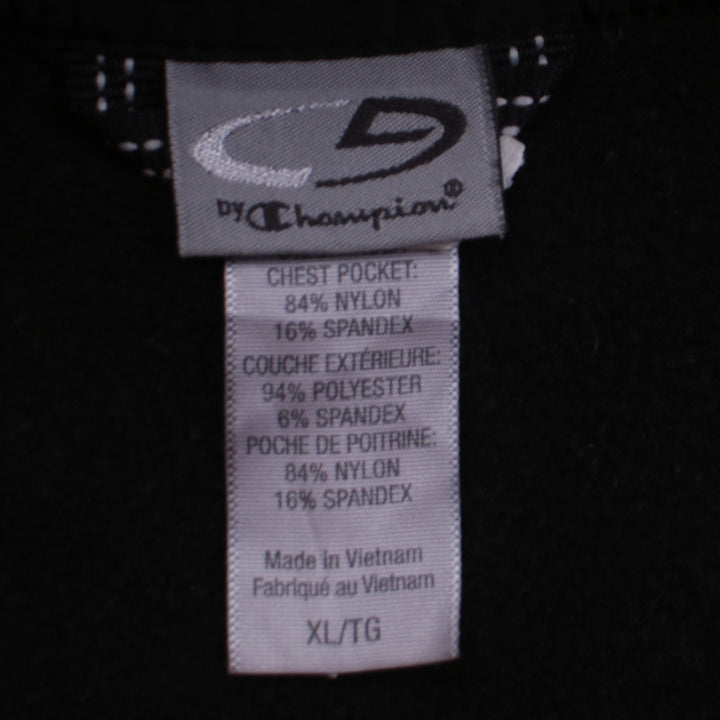 C9
by Champion®
CHEST POCKET:
84% NYLON
16% SPANDEX
COUCHE EXTÉRIEURE:
94% POLYESTER
6% SPANDEX
POCHE DE POITRINE:
84% NYLON
16% SPANDEX
Made in Vietnam
Fabriqué au Vietnam
XL/TG